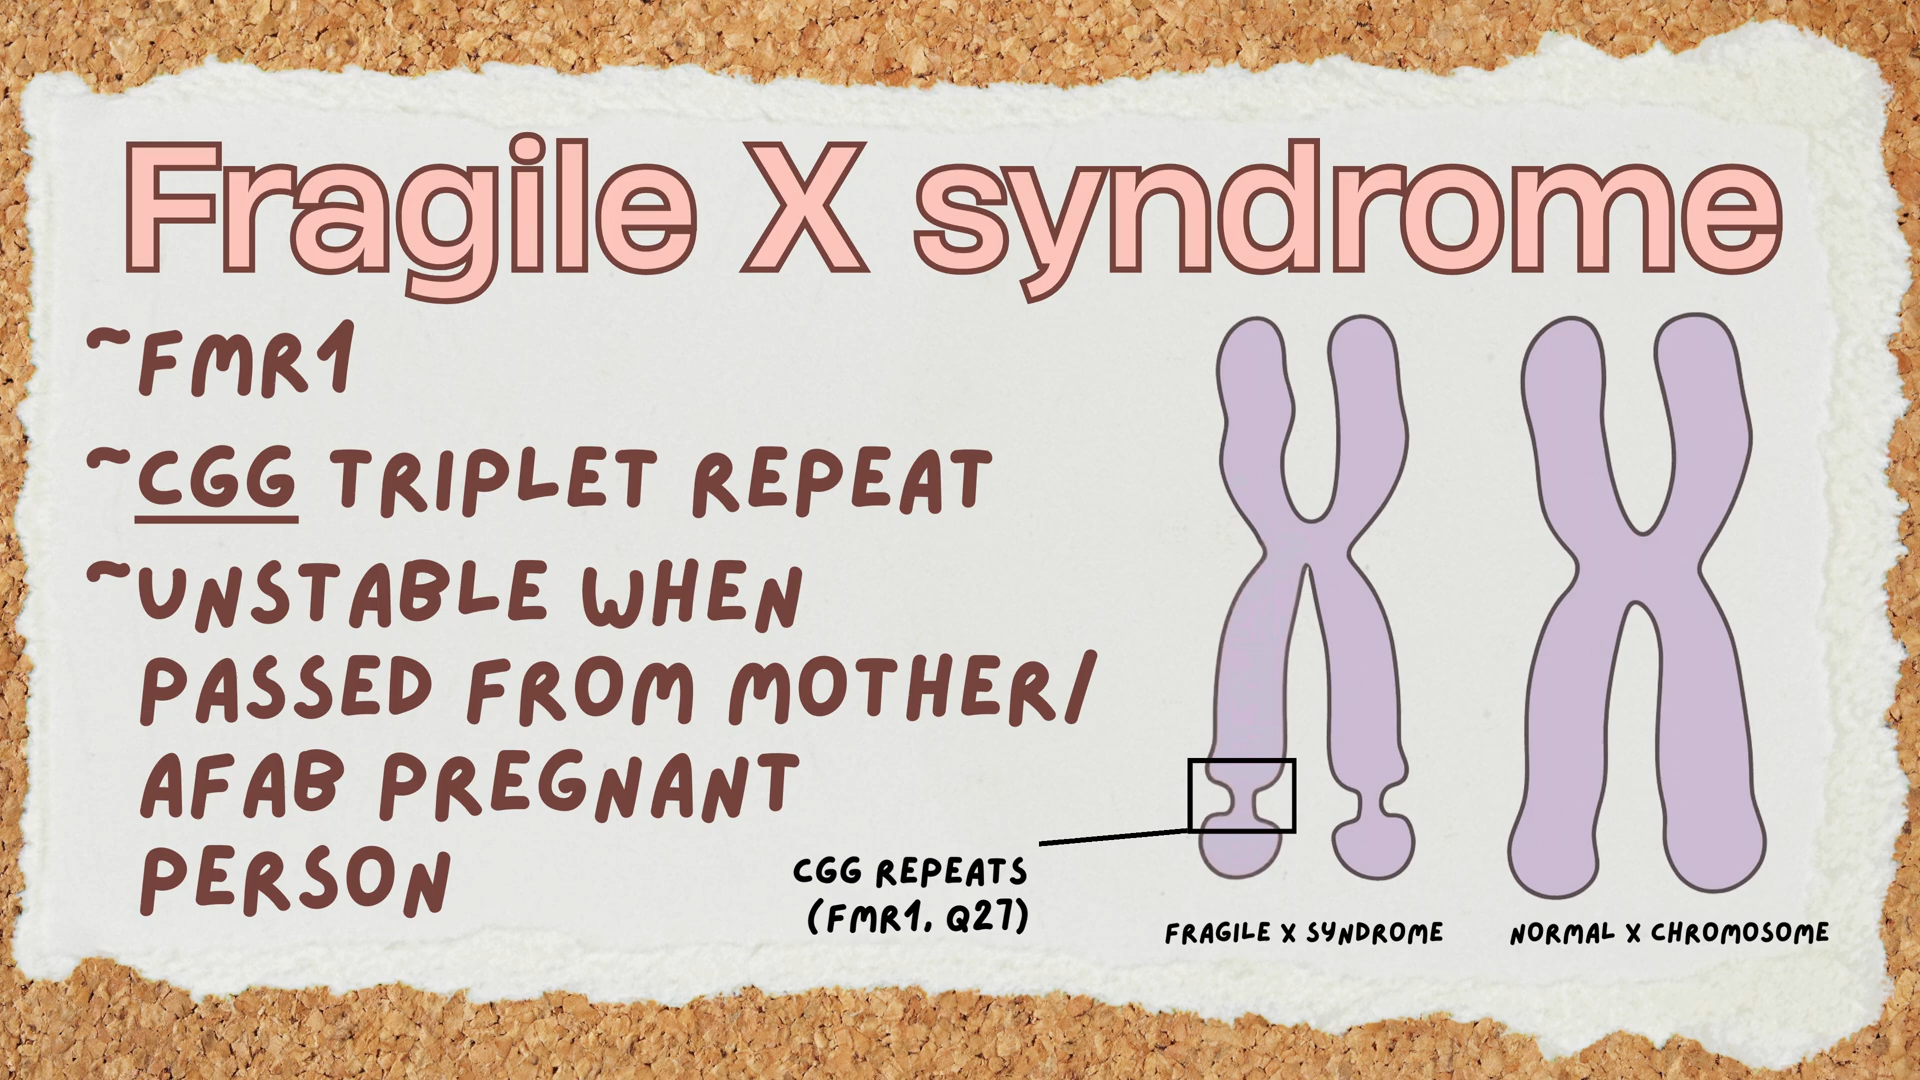 Fragile X syndrome
~FMR1
~CGG TRIPLET REPEAT
~UNSTABLE WHEN
PASSED FROM MOTHER/
AFAB PREGNANT
PERSON
CGG REPEATS
(FMR1, Q27)
FRAGILE X SYNDROME
NORMAL X CHROMOSOME